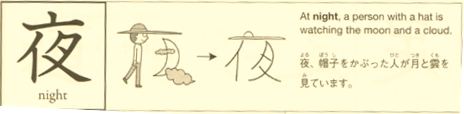 夜
night
At night, a person with a hat is
watching the moon and a cloud.
夜、帽子をかぶった人が月と雲を
見ています。